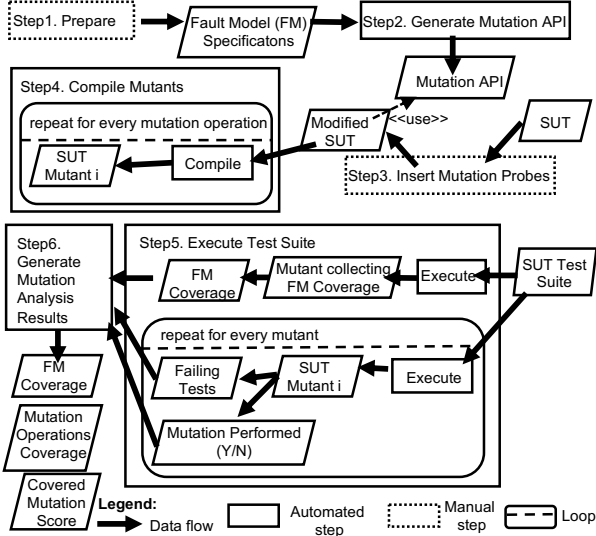 Step1. Prepare
Fault Model (FM)
Specificatons
Step2. Generate Mutation API
Mutation API
Step4. Compile Mutants
repeat for every mutation operation
SUT
Mutant i
Compile
Modified
SUT
<<use>>
SUT
Step3. Insert Mutation Probes
Step6.
Generate
Mutation
Analysis
Results
Step5. Execute Test Suite
FM
Coverage
Mutant collecting
FM Coverage
Execute
SUT Test
Suite
repeat for every mutant
Failing
Tests
SUT
Mutant i
Execute
Mutation Performed
(Y/N)
FM
Coverage
Mutation
Operations
Coverage
Covered
Mutation
Score
Legend:
Data flow
Automated
step
Manual
step
Loop